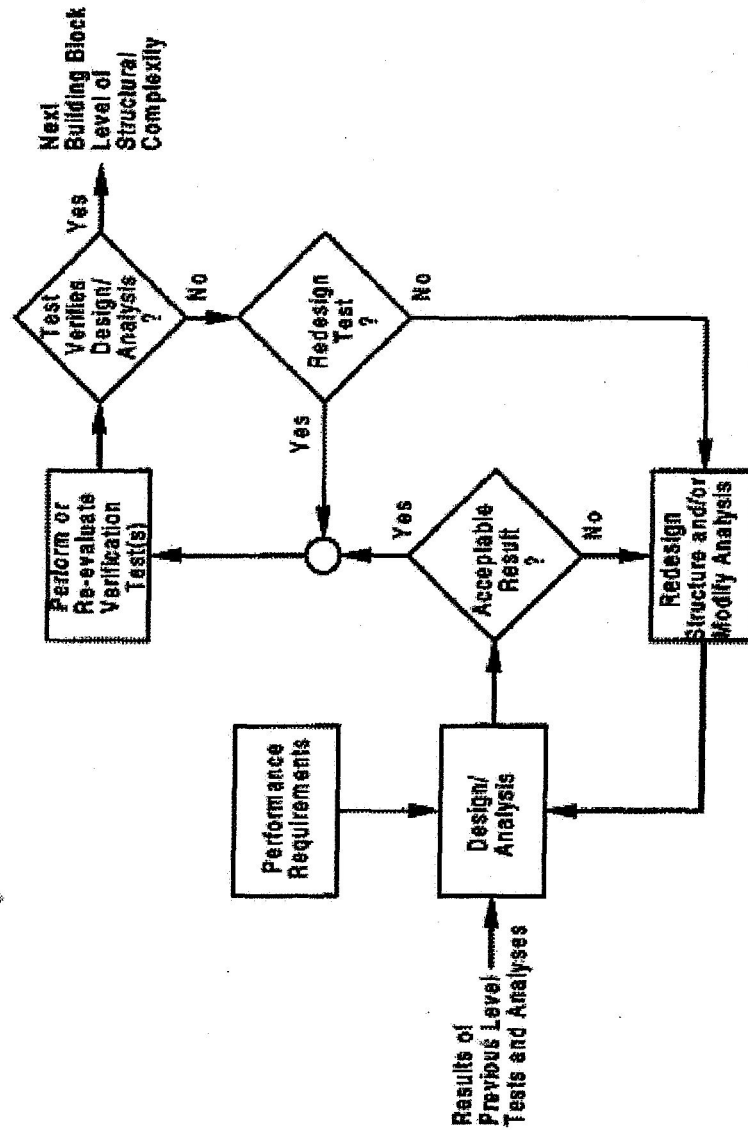 Results of
Previous Level
Tests and Analyses
Performance
Requirements
Design/
Analysis
Acceptable
Result
?
Yes
No
Redesign
Structure and/or
Modify Analysis
Perform or
Re-evaluate
Verification
Test(s)
Test
Verifies
Design/
Analysis
?
Yes
No
Redesign
Test
?
Yes
No
Next
Building Block
Level of
Structural
Complexity